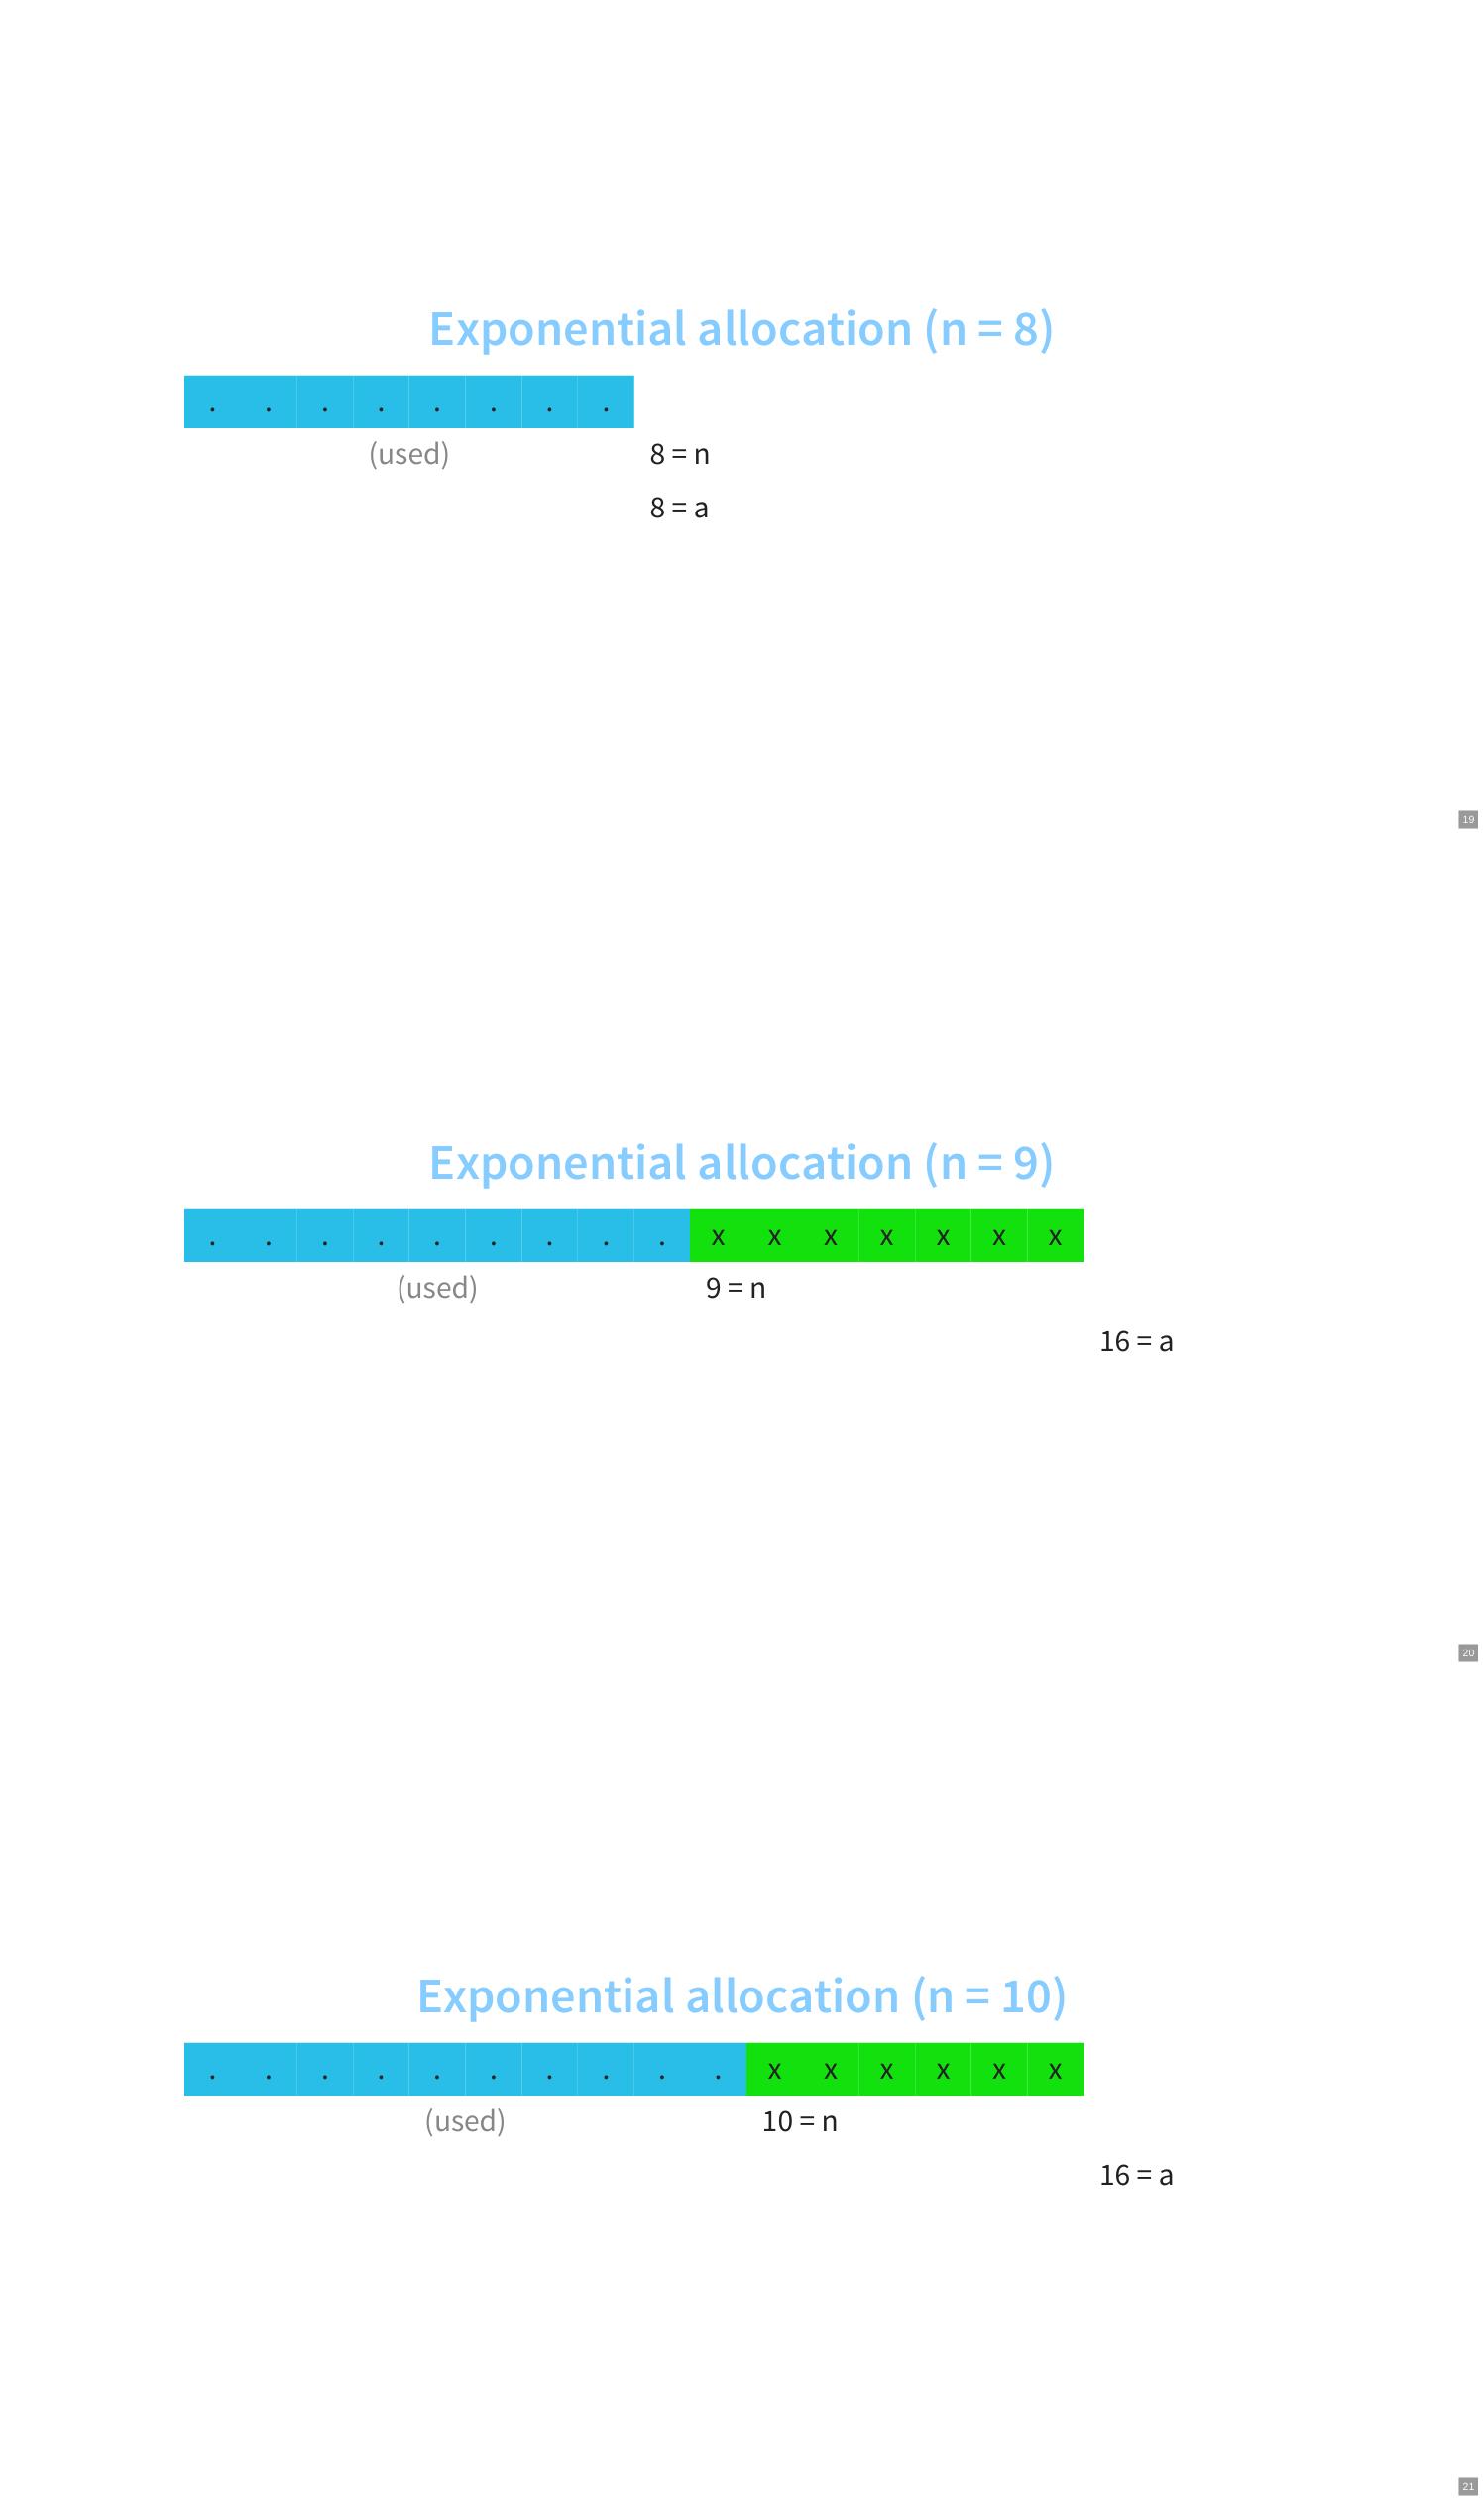 Exponential allocation (n = 8)
. . . . . . . .
(used) 8 = n
8 = a
19
Exponential allocation (n = 9)
. . . . . . . . . x x x x x x x
(used) 9 = n
16 = a
20
Exponential allocation (n = 10)
. . . . . . . . . . x x x x x x
(used) 10 = n
16 = a
21